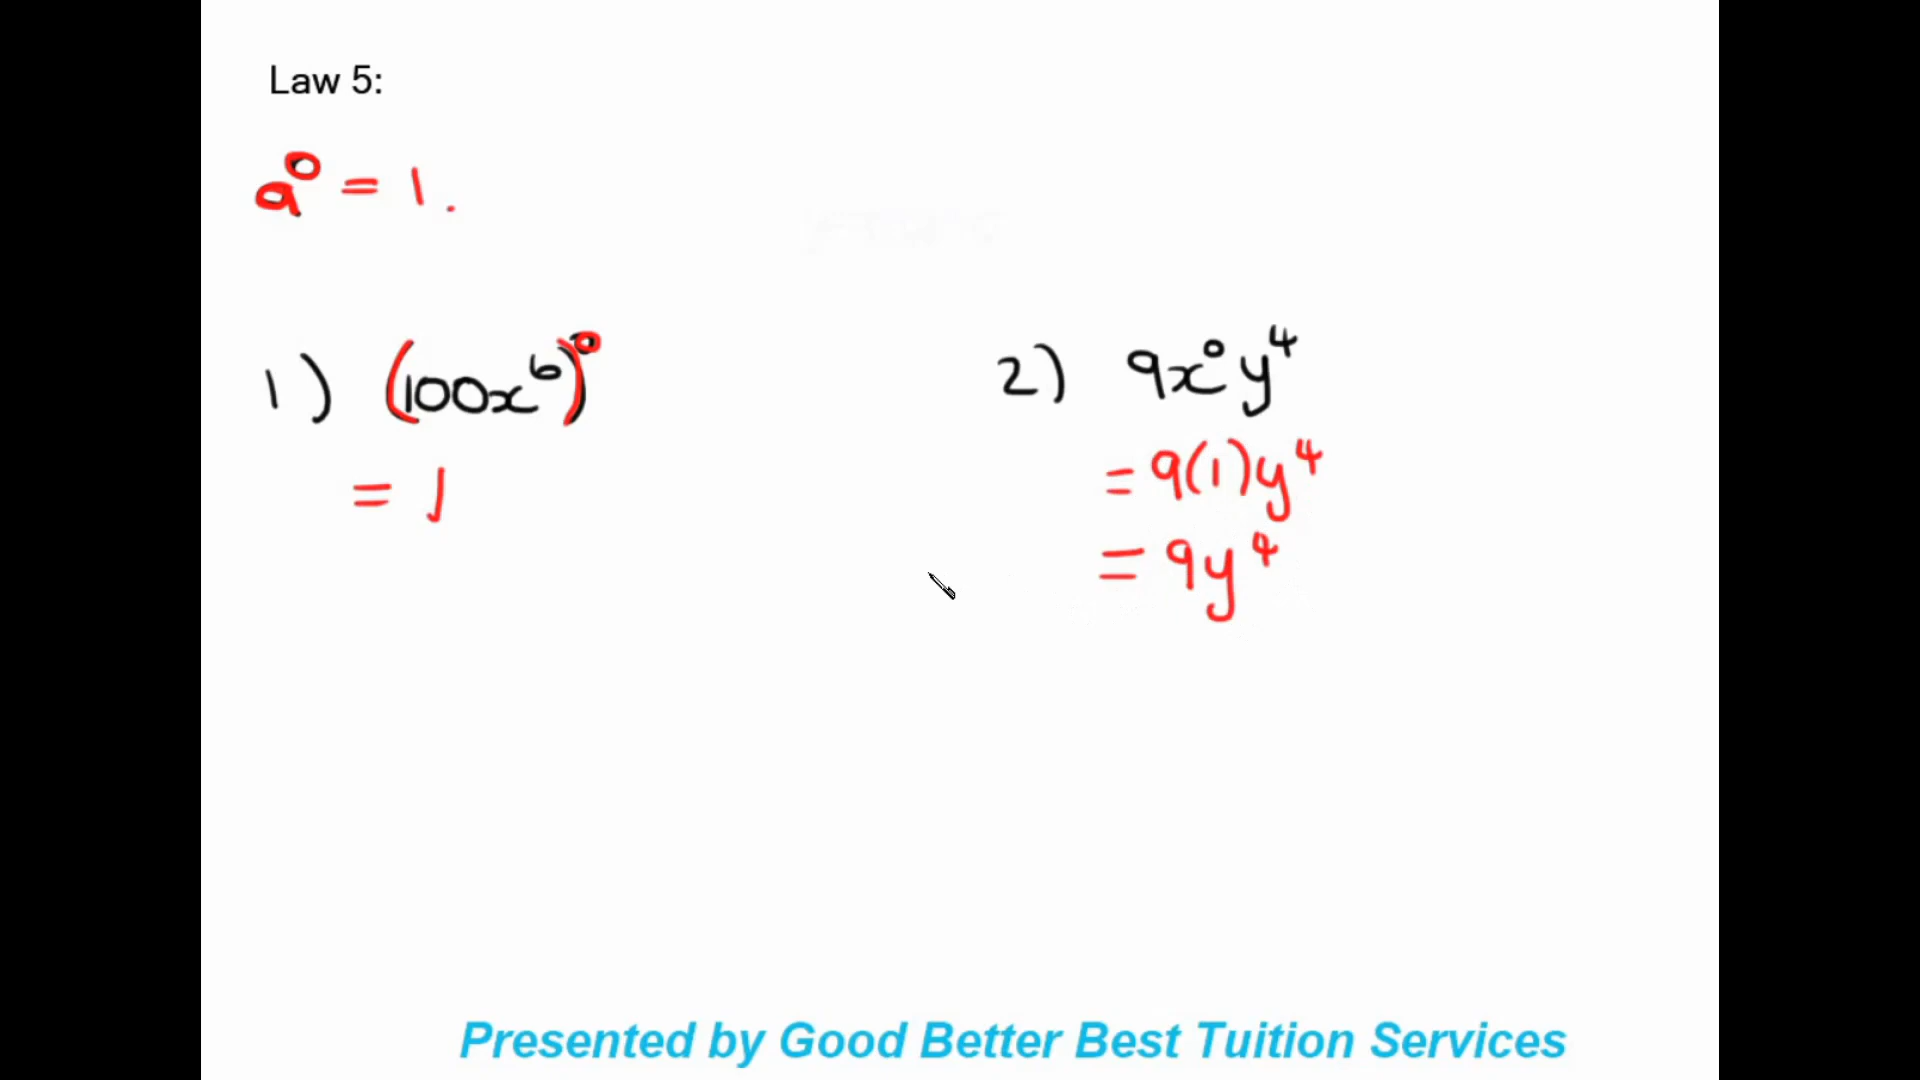 Law 5:
a⁰ = 1.
1) (100x⁶)⁰
= 1
2) 9x⁰y⁴
= 9(1)y⁴
= 9y⁴
Presented by Good Better Best Tuition Services